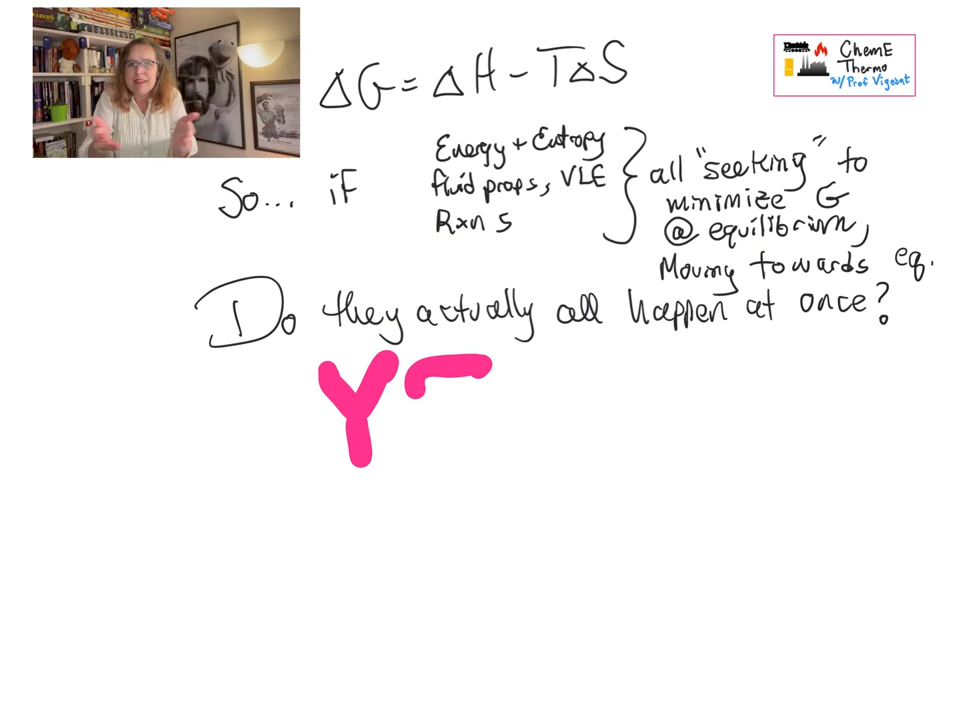 ΔG = ΔH - TΔS
ChemE
Thermo
w/ Prof Vigeant
So... if
Energy + Entropy
fluid props, VLE
Rxns
all "seeking" to
minimize G
@ equilibrium,
Moving towards eq.
Do they actually all happen at once?
Y